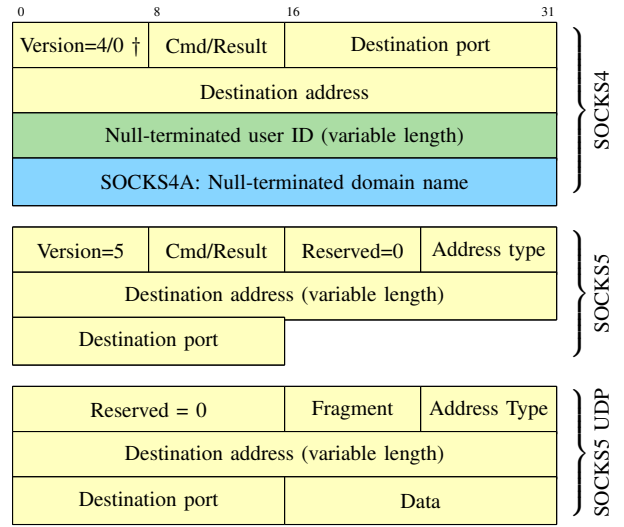 0 8 16 31
Version=4/0 † Cmd/Result Destination port
Destination address
Null-terminated user ID (variable length)
SOCKS4A: Null-terminated domain name
SOCKS4
Version=5 Cmd/Result Reserved=0 Address type
Destination address (variable length)
Destination port
SOCKS5
Reserved = 0 Fragment Address Type
Destination address (variable length)
Destination port Data
SOCKS5 UDP